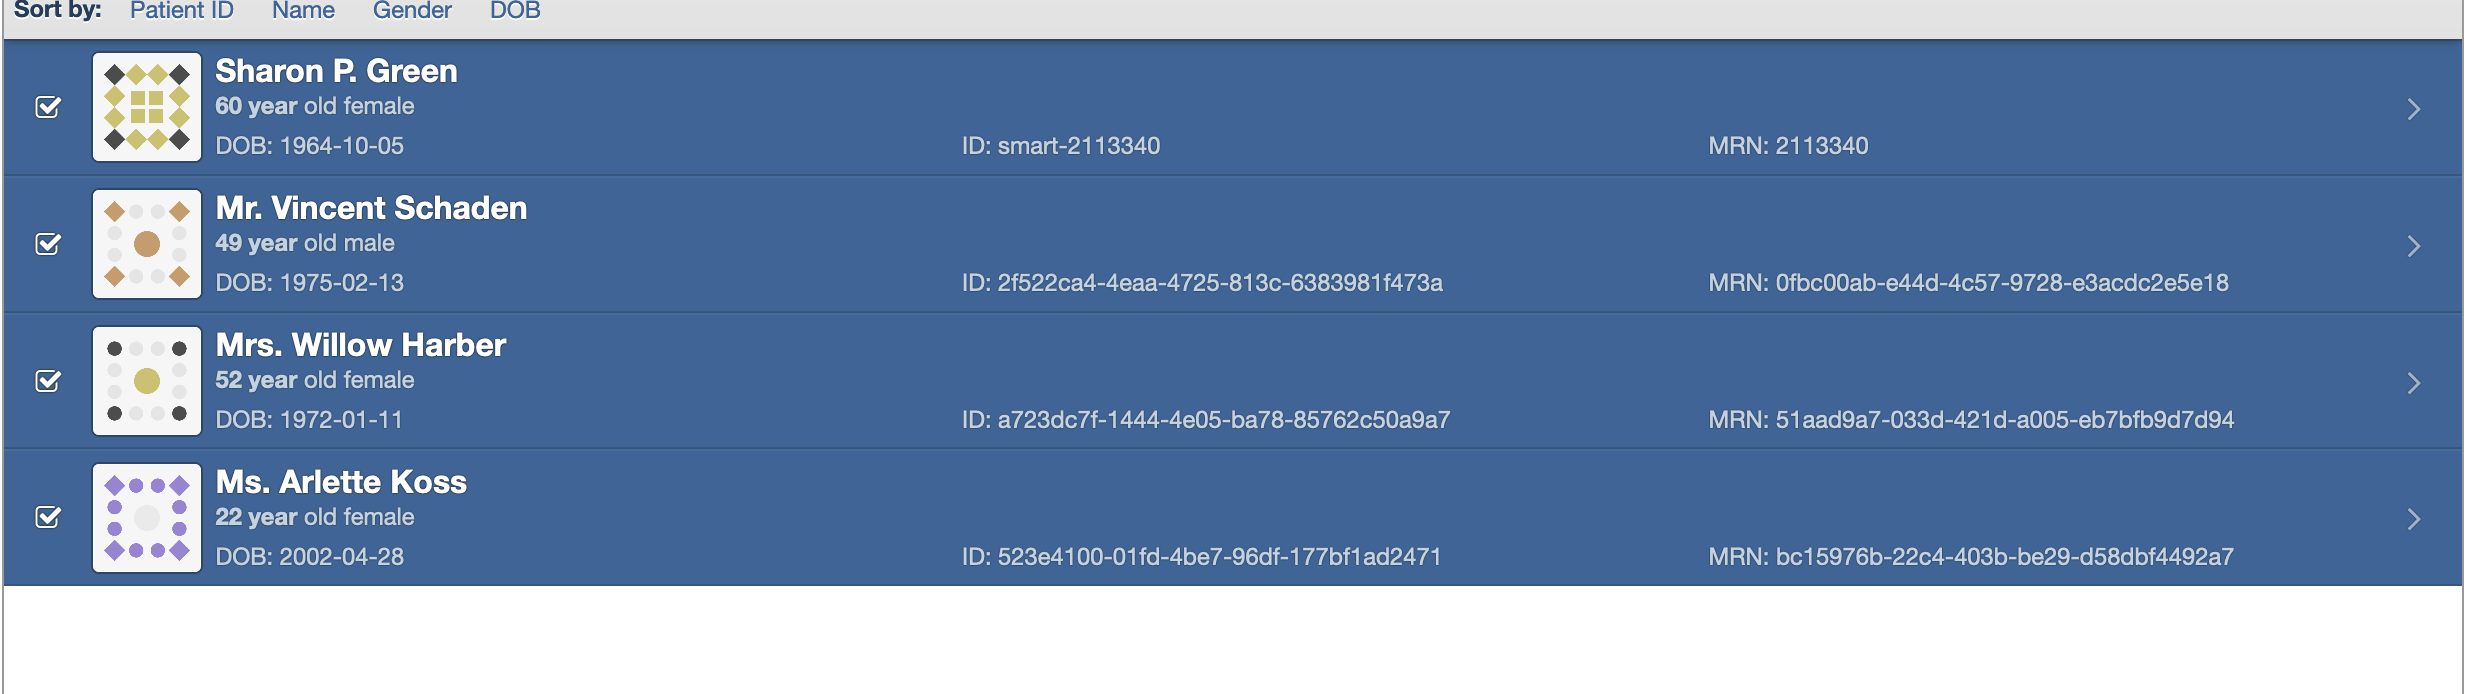 Sort by: Patient ID Name Gender DOB
Sharon P. Green
60 year old female
DOB: 1964-10-05 ID: smart-2113340 MRN: 2113340
Mr. Vincent Schaden
49 year old male
DOB: 1975-02-13 ID: 2f522ca4-4eaa-4725-813c-6383981f473a MRN: 0fbc00ab-e44d-4c57-9728-e3acdc2e5e18
Mrs. Willow Harber
52 year old female
DOB: 1972-01-11 ID: a723dc7f-1444-4e05-ba78-85762c50a9a7 MRN: 51aad9a7-033d-421d-a005-eb7bfb9d7d94
Ms. Arlette Koss
22 year old female
DOB: 2002-04-28 ID: 523e4100-01fd-4be7-96df-177bf1ad2471 MRN: bc15976b-22c4-403b-be29-d58dbf4492a7